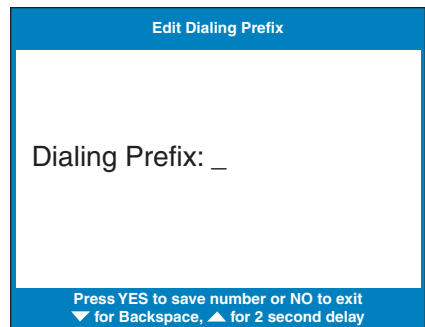 Edit Dialing Prefix
Dialing Prefix: _
Press YES to save number or NO to exit
▼ for Backspace, ▲ for 2 second delay